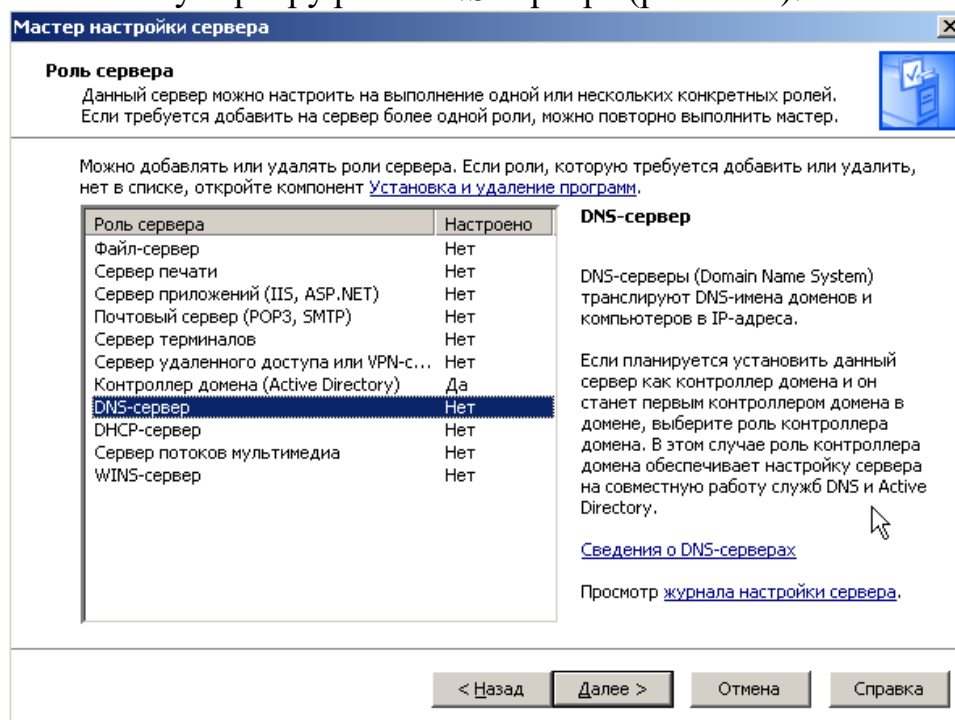 Мастер настройки сервера
Роль сервера
Данный сервер можно настроить на выполнение одной или нескольких конкретных ролей.
Если требуется добавить на сервер более одной роли, можно повторно выполнить мастер.
Можно добавлять или удалять роли сервера. Если роли, которую требуется добавить или удалить,
нет в списке, откройте компонент Установка и удаление программ.
Роль сервера Настроено
Файл-сервер Нет
Сервер печати Нет
Сервер приложений (IIS, ASP.NET) Нет
Почтовый сервер (POP3, SMTP) Нет
Сервер терминалов Нет
Сервер удаленного доступа или VPN-с... Нет
Контроллер домена (Active Directory) Да
DNS-сервер Нет
DHCP-сервер Нет
Сервер потоков мультимедиа Нет
WINS-сервер Нет
DNS-сервер
DNS-серверы (Domain Name System)
транслируют DNS-имена доменов и
компьютеров в IP-адреса.
Если планируется установить данный
сервер как контроллер домена и он
станет первым контроллером домена в
домене, выберите роль контроллера
домена. В этом случае роль контроллера
домена обеспечивает настройку сервера
на совместную работу служб DNS и Active
Directory.
Сведения о DNS-серверах
Просмотр журнала настройки сервера.
< Назад Далее > Отмена Справка